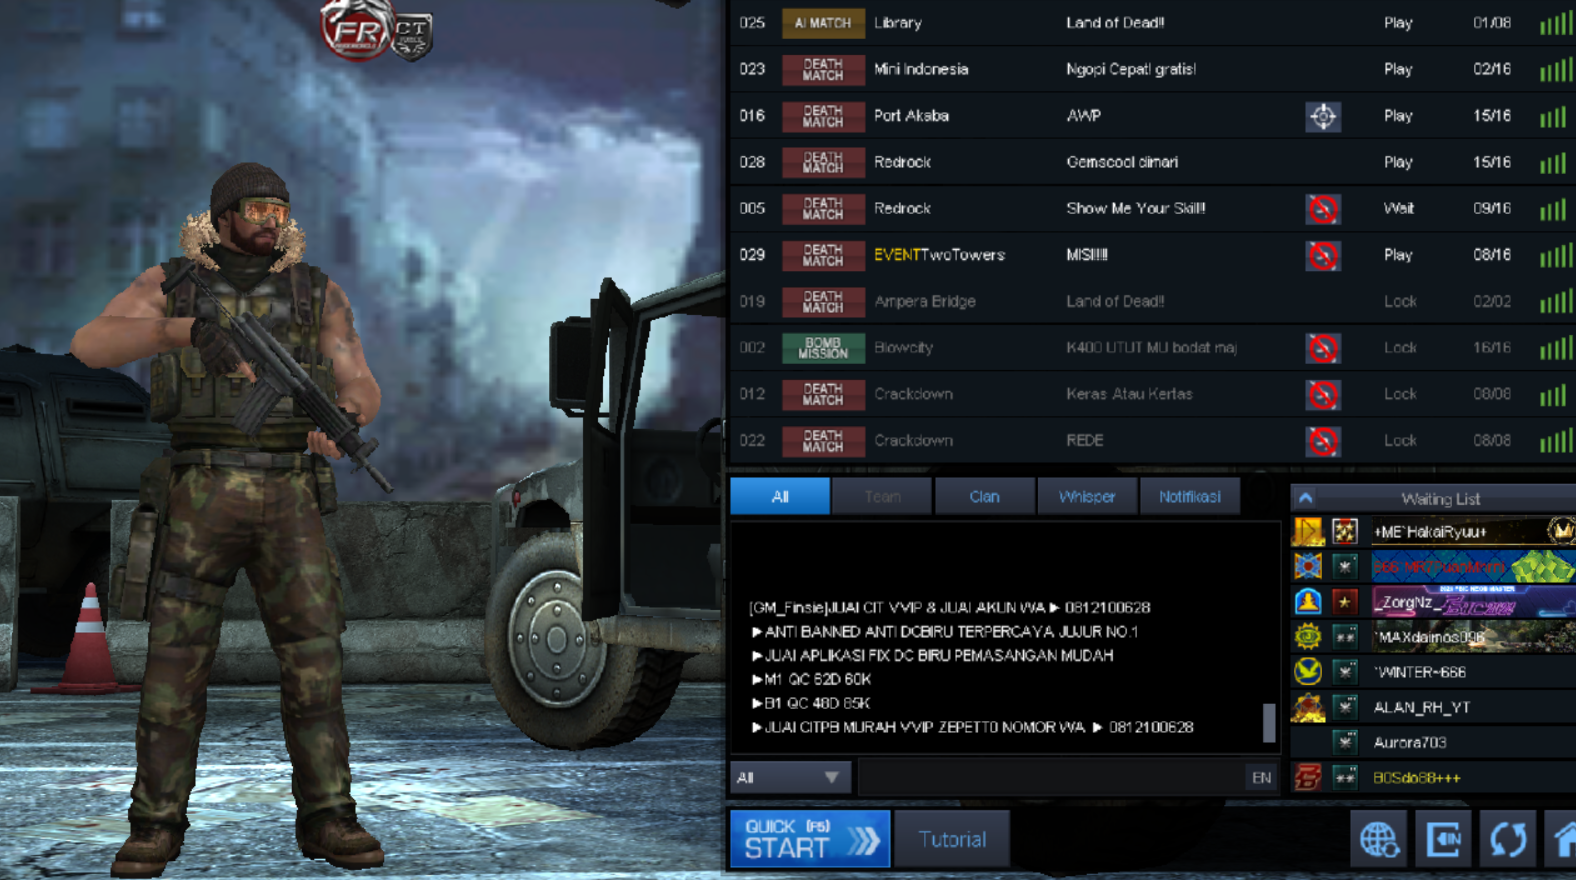 FR
CT
FORCE
025 AI MATCH Library Land of Dead!! Play 01/08
023 DEATH MATCH Mini Indonesia Ngopi Cepat! gratis! Play 02/16
016 DEATH MATCH Port Akaba AWP Play 15/16
028 DEATH MATCH Redrock Gemscool dimari Play 15/16
005 DEATH MATCH Redrock Show Me Your Skill!! Wait 09/16
029 DEATH MATCH EVENTTwoTowers MISI!!!!! Play 08/16
019 DEATH MATCH Ampera Bridge Land of Dead!! Lock 02/02
002 BOMB MISSION Blowcity K400 UTUT MU bodat maj Lock 16/16
012 DEATH MATCH Crackdown Keras Atau Kertas Lock 08/08
022 DEATH MATCH Crackdown REDE Lock 08/08
All Team Clan Whisper Notifikasi
[GM_Finsie]JUAl CIT VVIP & JUAl AKUN WA ► 0812100628
►ANTI BANNED ANTI DCBIRU TERPERCAYA JUJUR NO.1
►JUAl APLIKASI FIX DC BIRU PEMASANGAN MUDAH
►M1 QC 62D 60K
►B1 QC 48D 85K
►JUAl CITPB MURAH VVIP ZEPETT0 NOMOR WA ► 0812100628
All EN
Waiting List
+ME`HakaiRyuu+
_ZorgNz_
`MAXdaimos096
`WINTER~666
ALAN_RH_YT
Aurora703
B0Sdo88+++
QUICK (F5)
START
Tutorial
IN